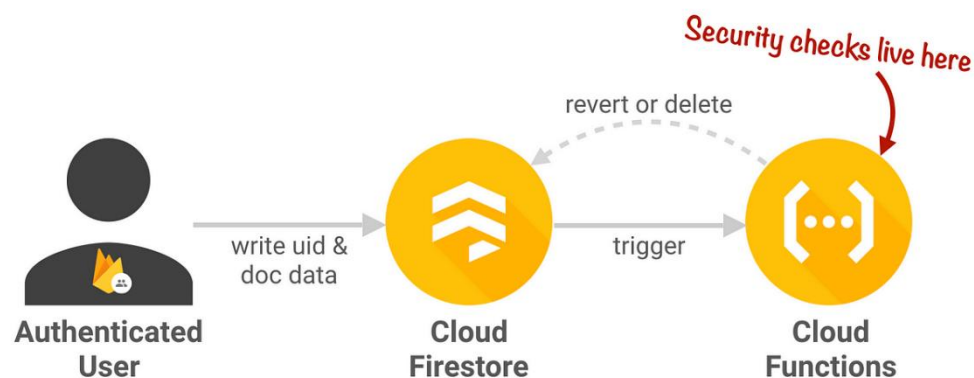 Security checks live here
revert or delete
write uid &
doc data
trigger
Authenticated
User
Cloud
Firestore
Cloud
Functions